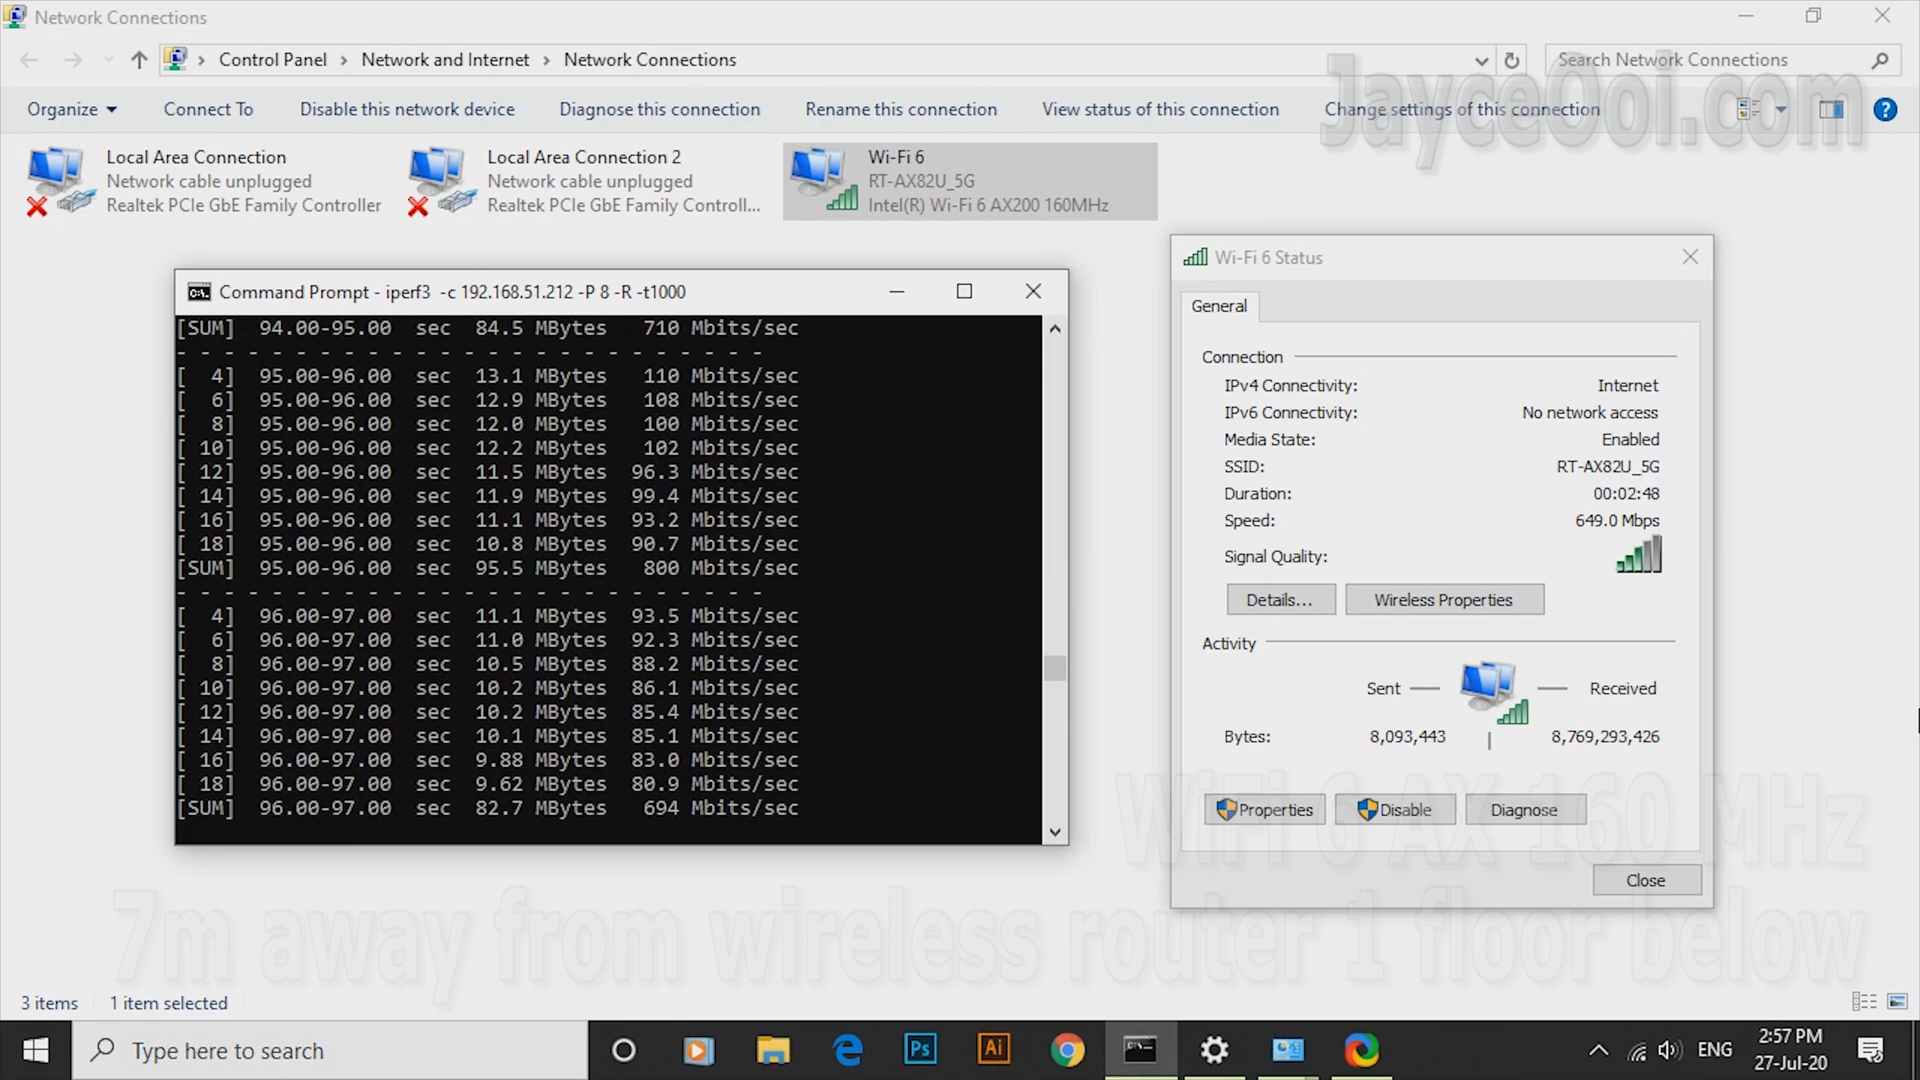 Network Connections
Control Panel > Network and Internet > Network Connections
Search Network Connections
JayceOoi.com
Organize Connect To Disable this network device Diagnose this connection Rename this connection View status of this connection Change settings of this connection
Local Area Connection
Network cable unplugged
Realtek PCIe GbE Family Controller
Local Area Connection 2
Network cable unplugged
Realtek PCIe GbE Family Controll...
Wi-Fi 6
RT-AX82U_5G
Intel(R) Wi-Fi 6 AX200 160MHz
Command Prompt - iperf3 -c 192.168.51.212 -P 8 -R -t1000
[SUM] 94.00-95.00 sec 84.5 MBytes 710 Mbits/sec
- - - - - - - - - - - - - - - - - - - - - - - - -
[ 4] 95.00-96.00 sec 13.1 MBytes 110 Mbits/sec
[ 6] 95.00-96.00 sec 12.9 MBytes 108 Mbits/sec
[ 8] 95.00-96.00 sec 12.0 MBytes 100 Mbits/sec
[ 10] 95.00-96.00 sec 12.2 MBytes 102 Mbits/sec
[ 12] 95.00-96.00 sec 11.5 MBytes 96.3 Mbits/sec
[ 14] 95.00-96.00 sec 11.9 MBytes 99.4 Mbits/sec
[ 16] 95.00-96.00 sec 11.1 MBytes 93.2 Mbits/sec
[ 18] 95.00-96.00 sec 10.8 MBytes 90.7 Mbits/sec
[SUM] 95.00-96.00 sec 95.5 MBytes 800 Mbits/sec
- - - - - - - - - - - - - - - - - - - - - - - - -
[ 4] 96.00-97.00 sec 11.1 MBytes 93.5 Mbits/sec
[ 6] 96.00-97.00 sec 11.0 MBytes 92.3 Mbits/sec
[ 8] 96.00-97.00 sec 10.5 MBytes 88.2 Mbits/sec
[ 10] 96.00-97.00 sec 10.2 MBytes 86.1 Mbits/sec
[ 12] 96.00-97.00 sec 10.2 MBytes 85.4 Mbits/sec
[ 14] 96.00-97.00 sec 10.1 MBytes 85.1 Mbits/sec
[ 16] 96.00-97.00 sec 9.88 MBytes 83.0 Mbits/sec
[ 18] 96.00-97.00 sec 9.62 MBytes 80.9 Mbits/sec
[SUM] 96.00-97.00 sec 82.7 MBytes 694 Mbits/sec
Wi-Fi 6 Status
General
Connection
IPv4 Connectivity: Internet
IPv6 Connectivity: No network access
Media State: Enabled
SSID: RT-AX82U_5G
Duration: 00:02:48
Speed: 649.0 Mbps
Signal Quality:
Details... Wireless Properties
Activity
Sent — — Received
Bytes: 8,093,443 | 8,769,293,426
Properties Disable Diagnose
Close
WiFi 6 AX 160 MHz
7m away from wireless router 1 floor below
3 items 1 item selected
Type here to search
Ps
Ai
ENG
2:57 PM
27-Jul-20